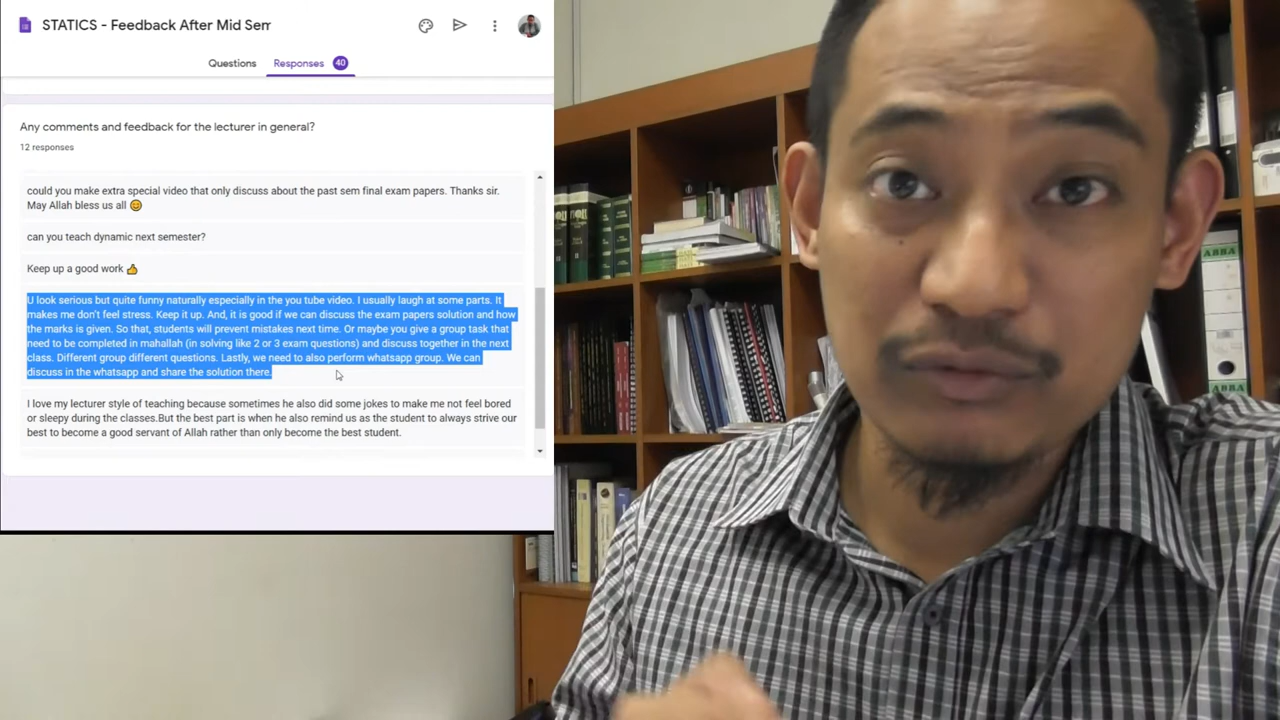 STATICS - Feedback After Mid Sem
Questions
Responses 40
Any comments and feedback for the lecturer in general?
12 responses
could you make extra special video that only discuss about the past sem final exam papers. Thanks sir.
May Allah bless us all 😊
can you teach dynamic next semester?
Keep up a good work 👍
U look serious but quite funny naturally especially in the you tube video. I usually laugh at some parts. It
makes me don't feel stress. Keep it up. And, it is good if we can discuss the exam papers solution and how
the marks is given. So that, students will prevent mistakes next time. Or maybe you give a group task that
need to be completed in mahallah (in solving like 2 or 3 exam questions) and discuss together in the next
class. Different group different questions. Lastly, we need to also perform whatsapp group. We can
discuss in the whatsapp and share the solution there.
I love my lecturer style of teaching because sometimes he also did some jokes to make me not feel bored
or sleepy during the classes.But the best part is when he also remind us as the student to always strive our
best to become a good servant of Allah rather than only become the best student.
ABBA
ABBA